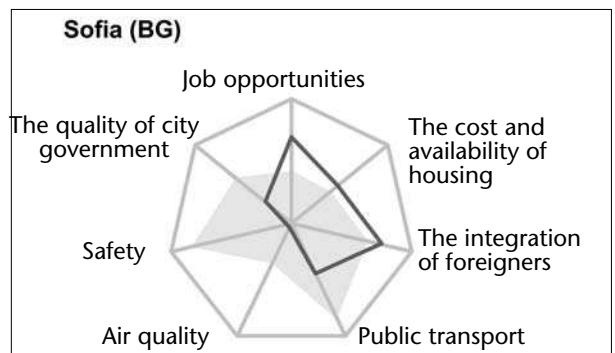 Sofia (BG)
Job opportunities
The quality of city
government
The cost and
availability of
housing
Safety
The integration
of foreigners
Air quality
Public transport